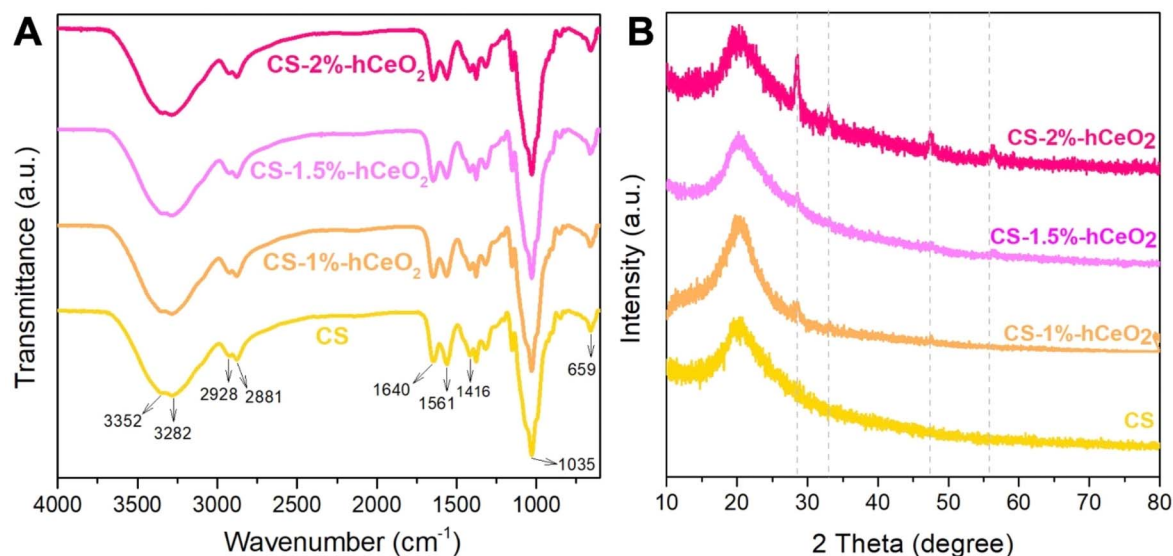 A
Transmittance (a.u.)
CS-2%-hCeO₂
CS-1.5%-hCeO₂
CS-1%-hCeO₂
CS
3352
3282
2928
2881
1640
1561
1416
1035
659
4000 3500 3000 2500 2000 1500 1000
Wavenumber (cm⁻¹)
B
Intensity (a.u.)
CS-2%-hCeO₂
CS-1.5%-hCeO₂
CS-1%-hCeO₂
CS
10 20 30 40 50 60 70 80
2 Theta (degree)